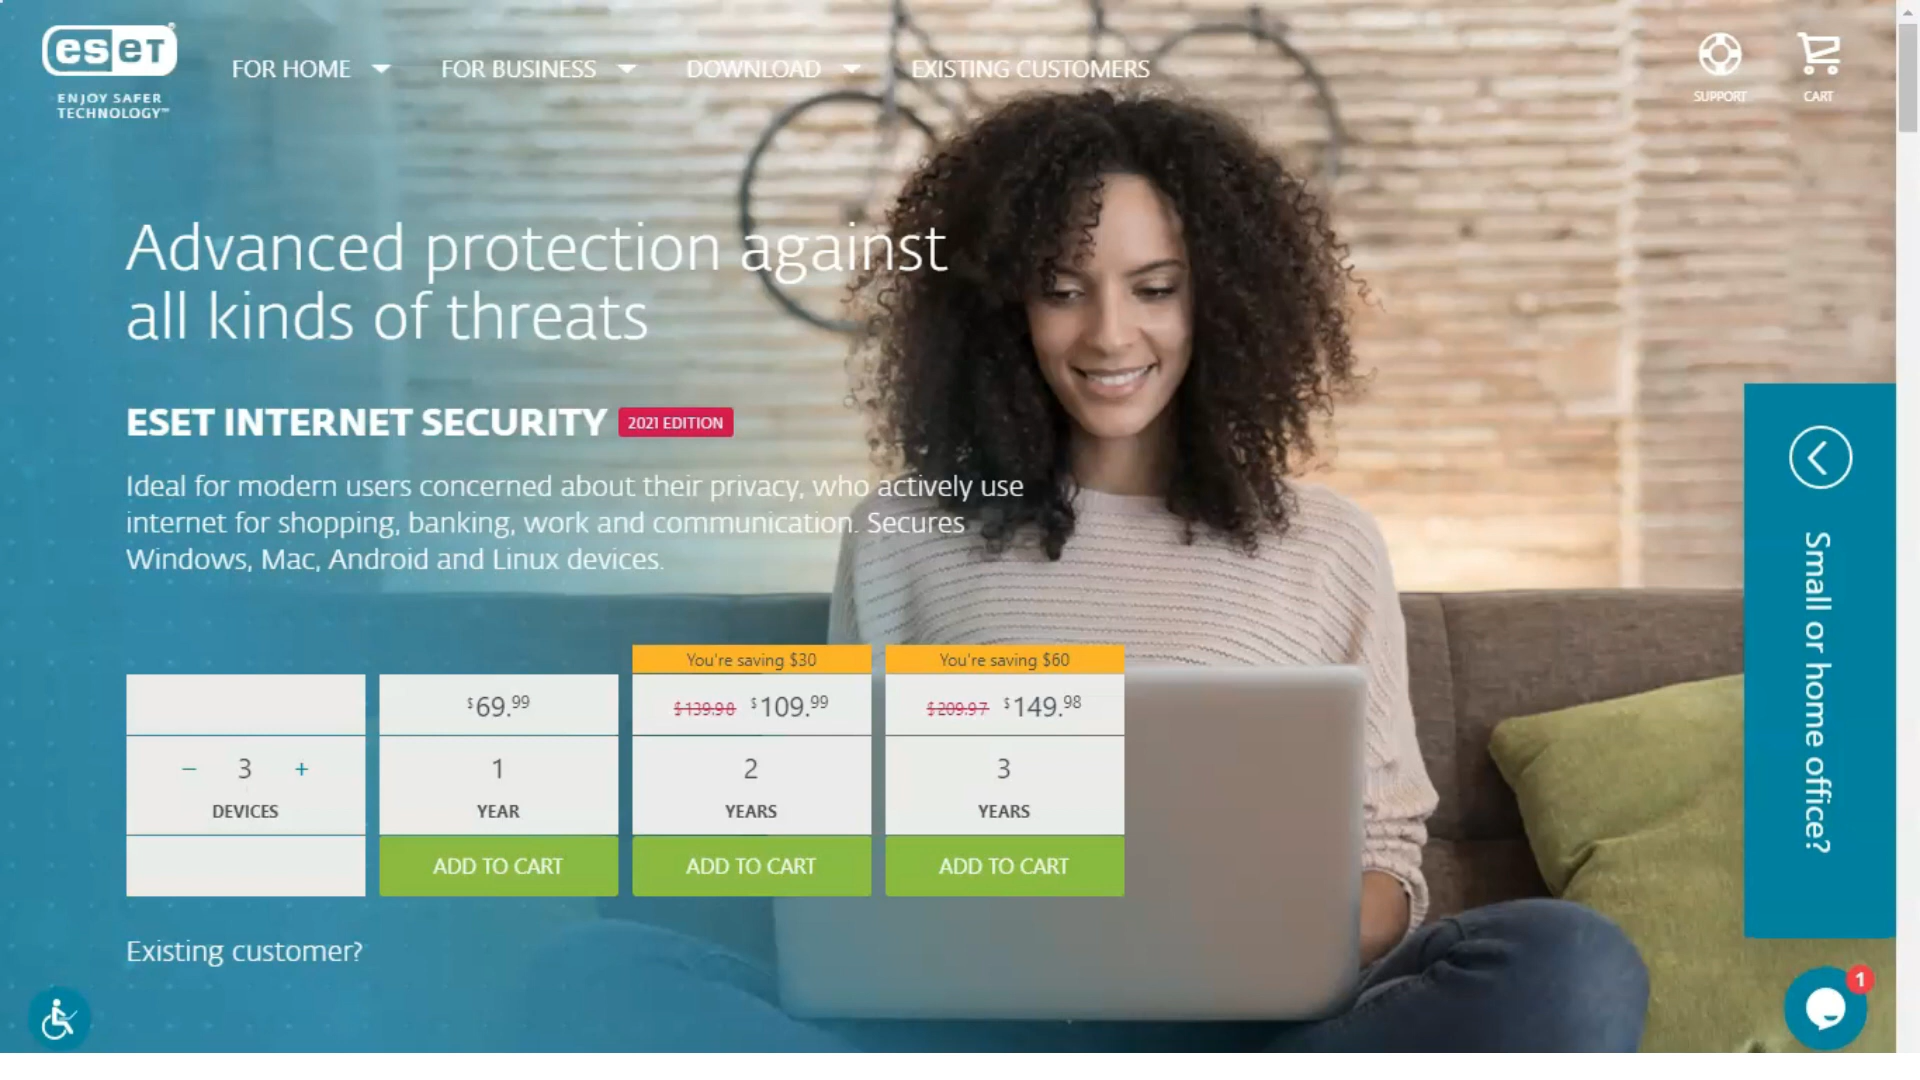 eset
ENJOY SAFER
TECHNOLOGY™
FOR HOME
FOR BUSINESS
DOWNLOAD
EXISTING CUSTOMERS
SUPPORT
CART
Advanced protection against
all kinds of threats
ESET INTERNET SECURITY
2021 EDITION
Ideal for modern users concerned about their privacy, who actively use
internet for shopping, banking, work and communication. Secures
Windows, Mac, Android and Linux devices.
You're saving $30
You're saving $60
$69.99
$139.98 $109.99
$209.97 $149.98
− 3 +
1
2
3
DEVICES
YEAR
YEARS
YEARS
ADD TO CART
ADD TO CART
ADD TO CART
Existing customer?
Small or home office?
1